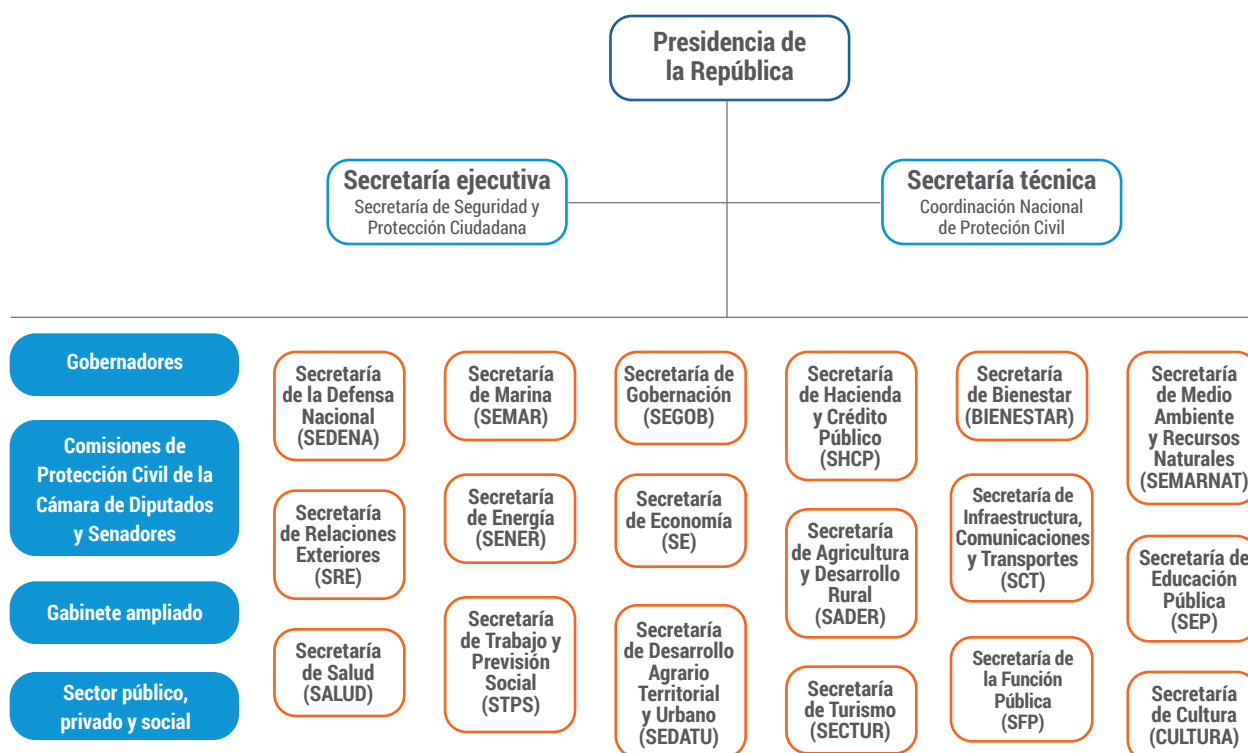 Presidencia de
la República
Secretaría ejecutiva
Secretaría de Seguridad y
Protección Ciudadana
Secretaría técnica
Coordinación Nacional
de Proteción Civil
Gobernadores
Comisiones de
Protección Civil de la
Cámara de Diputados
y Senadores
Gabinete ampliado
Sector público,
privado y social
Secretaría
de la Defensa
Nacional
(SEDENA)
Secretaría
de Relaciones
Exteriores
(SRE)
Secretaría
de Salud
(SALUD)
Secretaría
de Marina
(SEMAR)
Secretaría
de Energía
(SENER)
Secretaría
de Trabajo y
Previsión
Social
(STPS)
Secretaría de
Gobernación
(SEGOB)
Secretaría
de Economía
(SE)
Secretaría
de Desarrollo
Agrario
Territorial
y Urbano
(SEDATU)
Secretaría
de Hacienda
y Crédito
Público
(SHCP)
Secretaría
de Agricultura
y Desarrollo
Rural
(SADER)
Secretaría
de Turismo
(SECTUR)
Secretaría
de Bienestar
(BIENESTAR)
Secretaría de
Infraestructura,
Comunicaciones
y Transportes
(SCT)
Secretaría de
la Función
Pública
(SFP)
Secretaría
de Medio
Ambiente
y Recursos
Naturales
(SEMARNAT)
Secretaría de
Educación
Pública
(SEP)
Secretaría
de Cultura
(CULTURA)